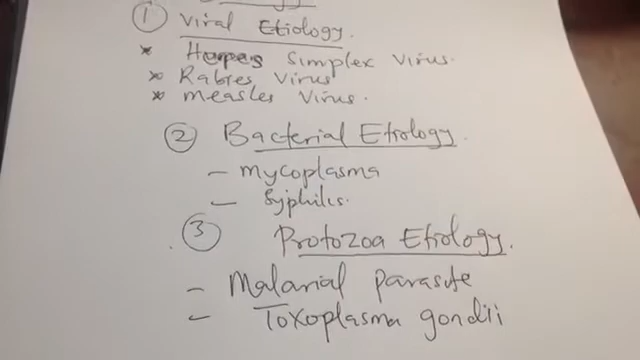 ① Viral Etiology.
* Herpes Simplex Virus.
* Rabies Virus
* Measles Virus.
② Bacterial Etiology.
- Mycoplasma
- Syphilis.
③ Protozoa Etiology.
- Malarial parasite
- Toxoplasma gondii